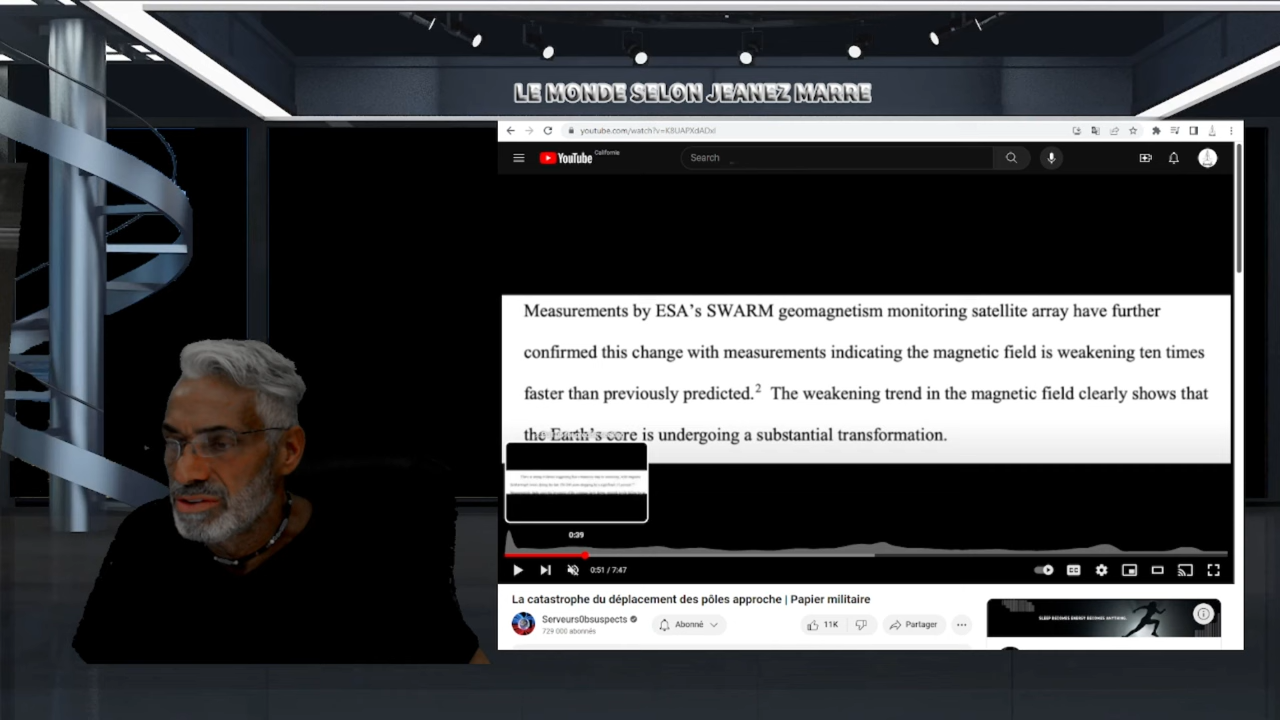 LE MONDE SELON JEANEZ MARRE
youtube.com/watch?v=K8UAPXdADxI
YouTube California
Search
Measurements by ESA's SWARM geomagnetism monitoring satellite array have further
confirmed this change with measurements indicating the magnetic field is weakening ten times
faster than previously predicted.2 The weakening trend in the magnetic field clearly shows that
the Earth's core is undergoing a substantial transformation.
0:39
0:51 / 7:47
CC
La catastrophe du déplacement des pôles approche | Papier militaire
Serveurs0bsuspects
729 000 abonnés
Abonné
11K
Partager
SLEEP BECOMES ENERGY BECOMES ANYTHING.